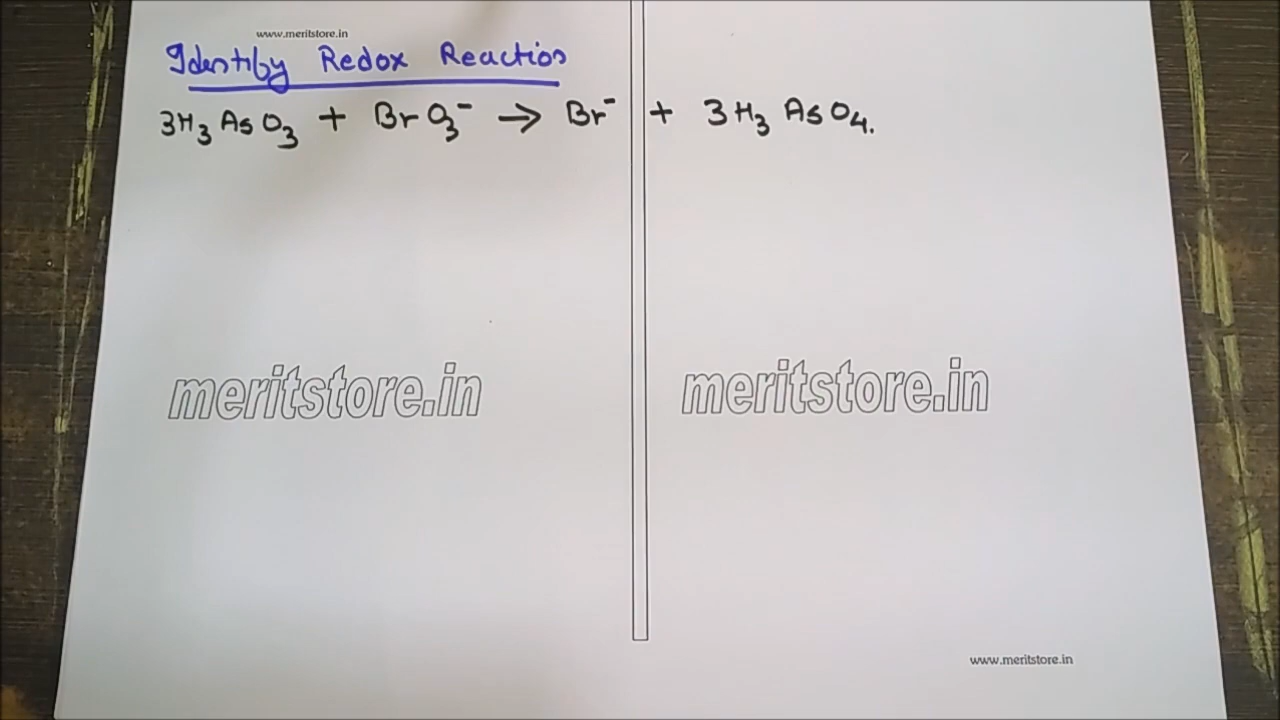 www.meritstore.in
Identify Redox Reaction
3H₃AsO₃ + BrO₃⁻ → Br⁻ + 3H₃AsO₄.
meritstore.in meritstore.in
www.meritstore.in